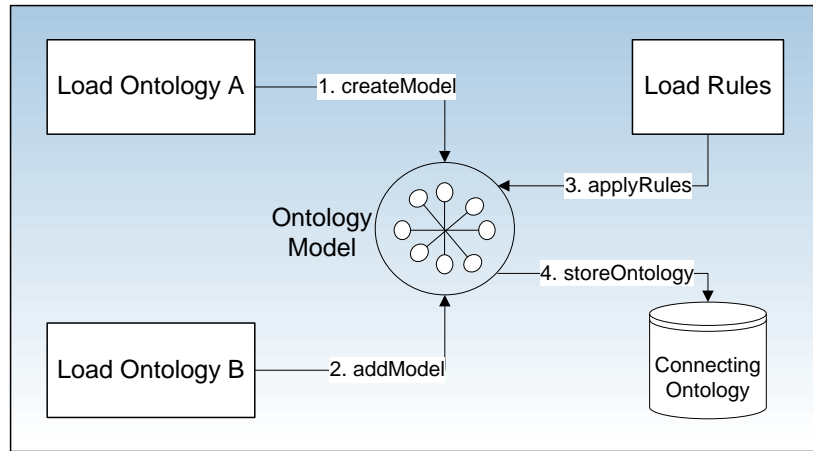 Load Ontology A
1. createModel
Load Rules
3. applyRules
Ontology
Model
4. storeOntology
Load Ontology B
2. addModel
Connecting
Ontology